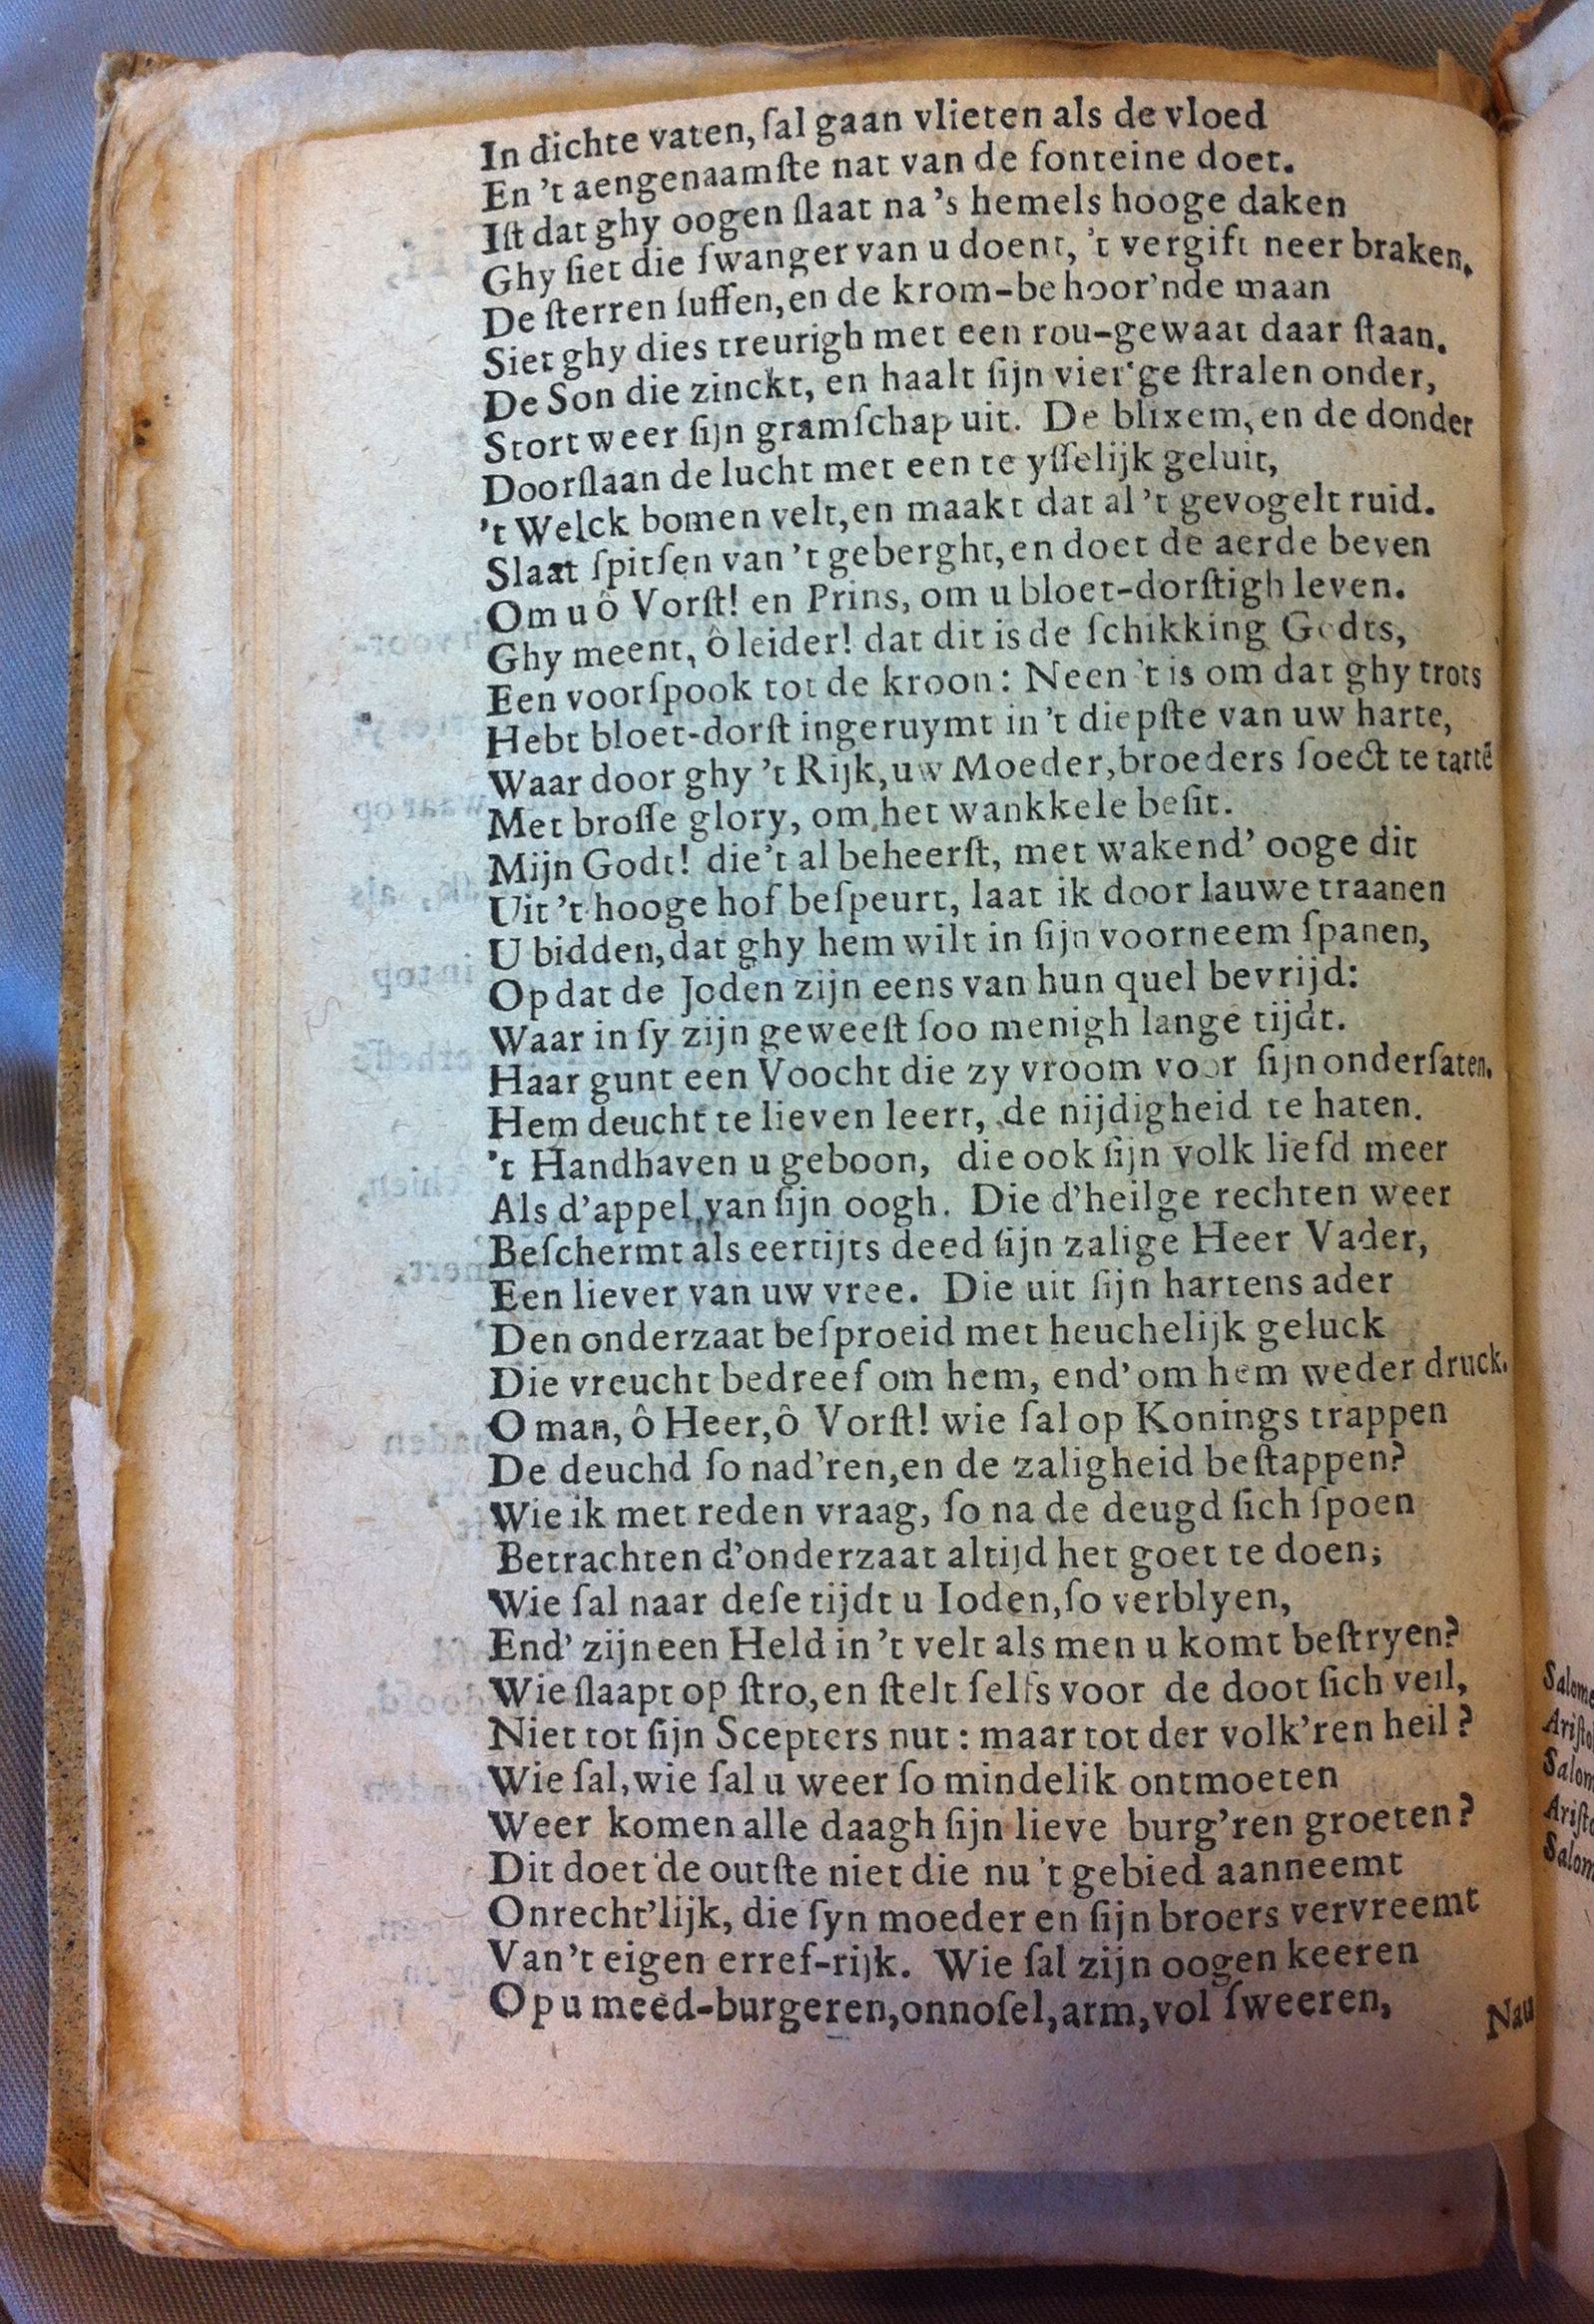 In dichte vaten, ſal gaan vlieten als de vloed
En 't aengenaamſte nat van de fonteine doet.
Iſt dat ghy oogen ſlaat na 's hemels hooge daken
Ghy ſiet die ſwanger van u doent, 't vergift neer braken.
De ſterren ſuffen, en de krom-behoor'nde maan
Siet ghy dies treurigh met een rou-gewaat daar ſtaan.
De Son die zinckt, en haalt ſijn vier'ge ſtralen onder,
Stort weer ſijn gramſchap uit. De blixem, en de donder
Doorſlaan de lucht met een te yſſelijk geluit,
't Welck bomen velt, en maakt dat al 't gevogelt ruid.
Slaat ſpitſen van 't geberght, en doet de aerde beven
Om u ô Vorſt! en Prins, om u bloet-dorſtigh leven.
Ghy meent, ô leider! dat dit is de ſchikking Godts,
Een voorſpook tot de kroon: Neen 't is om dat ghy trots
Hebt bloet-dorſt ingeruymt in 't diepſte van uw harte,
Waar door ghy 't Rijk, uw Moeder, broeders ſoect te tartē
Met broſſe glory, om het wankkele beſit.
Mijn Godt! die 't al beheerſt, met wakend' ooge dit
Uit 't hooge hof beſpeurt, laat ik door lauwe traanen
U bidden, dat ghy hem wilt in ſijn voorneem ſpanen,
Op dat de Joden zijn eens van hun quel bevrijd:
Waar in ſy zijn geweeſt ſoo menigh lange tijdt.
Haar gunt een Voocht die zy vroom voor ſijn onderſaten.
Hem deucht te lieven leert, de nijdigheid te haten.
't Handhaven u geboon, die ook ſijn volk liefd meer
Als d'appel van ſijn oogh. Die d'heilge rechten weer
Beſchermt als eertijts deed ſijn zalige Heer Vader,
Een liever van uw vree. Die uit ſijn hartens ader
Den onderzaat beſproeid met heuchelijk geluck
Die vreucht bedreef om hem, end' om hem weder druck.
O man, ô Heer, ô Vorſt! wie ſal op Konings trappen
De deuchd ſo nad'ren, en de zaligheid beſtappen?
Wie ik met reden vraag, ſo na de deugd ſich ſpoen
Betrachten d'onderzaat altijd het goet te doen;
Wie ſal naar deſe tijdt u Ioden, ſo verblyen,
End' zijn een Held in 't velt als men u komt beſtryen?
Wie ſlaapt op ſtro, en ſtelt ſelfs voor de doot ſich veil,
Niet tot ſijn Scepters nut: maar tot der volk'ren heil?
Wie ſal, wie ſal u weer ſo mindelik ontmoeten
Weer komen alle daagh ſijn lieve burg'ren groeten?
Dit doet de outſte niet die nu 't gebied aanneemt
Onrecht'lijk, die ſyn moeder en ſijn broers vervreemt
Van 't eigen erref-rijk. Wie ſal zijn oogen keeren
Op u meed-burgeren, onnoſel, arm, vol ſweeren,
Nau